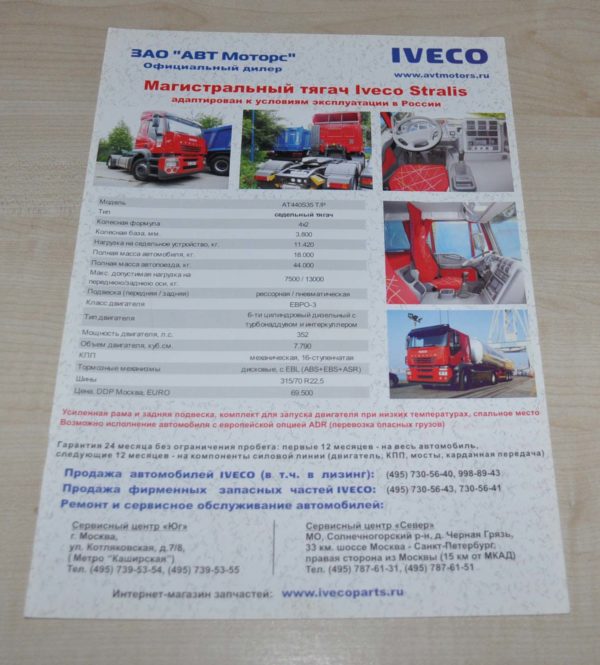 ЗАО "АВТ Моторс"
Официальный дилер
IVECO
www.avtmotors.ru
Магистральный тягач Iveco Stralis
адаптирован к условиям эксплуатации в России
Модель AT440S35 T/P
Тип седельный тягач
Колесная формула 4x2
Колесная база, мм. 3.800
Нагрузка на седельное устройство, кг. 11.420
Полная масса автомобиля, кг. 18.000
Полная масса автопоезда, кг. 44.000
Макс. допустимая нагрузка на
переднюю/заднюю оси, кг. 7500 / 13000
Подвеска (передняя / задняя) рессорная / пневматическая
Класс двигателя ЕВРО-3
Тип двигателя 6-ти цилиндровый дизельный с
турбонаддувом и интеркуллером
Мощность двигателя, л.с. 352
Объем двигателя, куб.см. 7.790
КПП механическая, 16-ступенчатая
Тормозные механизмы дисковые, с EBL (ABS+EBS+ASR)
Шины 315/70 R22,5
Цена, DDP Москва, EURO 69.500
Усиленная рама и задняя подвеска, комплект для запуска двигателя при низких температурах, спальное место
Возможно исполнение автомобиля с европейской опцией ADR (перевозка опасных грузов)
Гарантия 24 месяца без ограничения пробега: первые 12 месяцев - на весь автомобиль,
следующие 12 месяцев - на компоненты силовой линии (двигатель, КПП, мосты, карданная передача)
Продажа автомобилей IVECO (в т.ч. в лизинг): (495) 730-56-40, 998-89-43
Продажа фирменных запасных частей IVECO: (495) 730-56-43, 730-56-41
Ремонт и сервисное обслуживание автомобилей:
Сервисный центр «Юг»
г. Москва,
ул. Котляковская, д.7/8,
( Метро "Каширская")
Тел. (495) 739-53-54, (495) 739-53-55
Сервисный центр «Север»
МО, Солнечногорский р-н, д. Черная Грязь,
33 км. шоссе Москва - Санкт-Петербург,
правая сторона из Москвы (15 км от МКАД)
Тел. (495) 787-61-31, (495) 787-61-51
Интернет-магазин запчастей: www.ivecoparts.ru